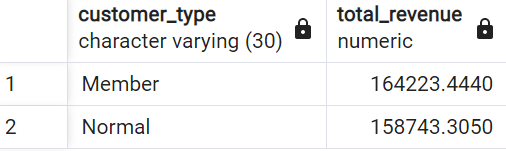 customer_type total_revenue
character varying (30) numeric
1 Member 164223.4440
2 Normal 158743.3050